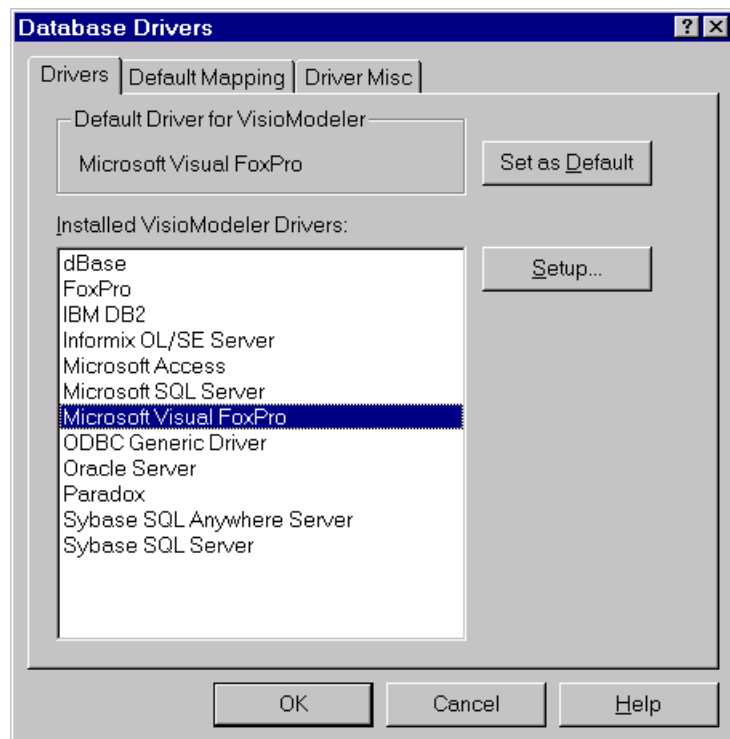 Database Drivers
Drivers
Default Mapping
Driver Misc
Default Driver for VisioModeler
Microsoft Visual FoxPro
Set as Default
Installed VisioModeler Drivers:
Setup...
dBase
FoxPro
IBM DB2
Informix OL/SE Server
Microsoft Access
Microsoft SQL Server
Microsoft Visual FoxPro
ODBC Generic Driver
Oracle Server
Paradox
Sybase SQL Anywhere Server
Sybase SQL Server
OK
Cancel
Help